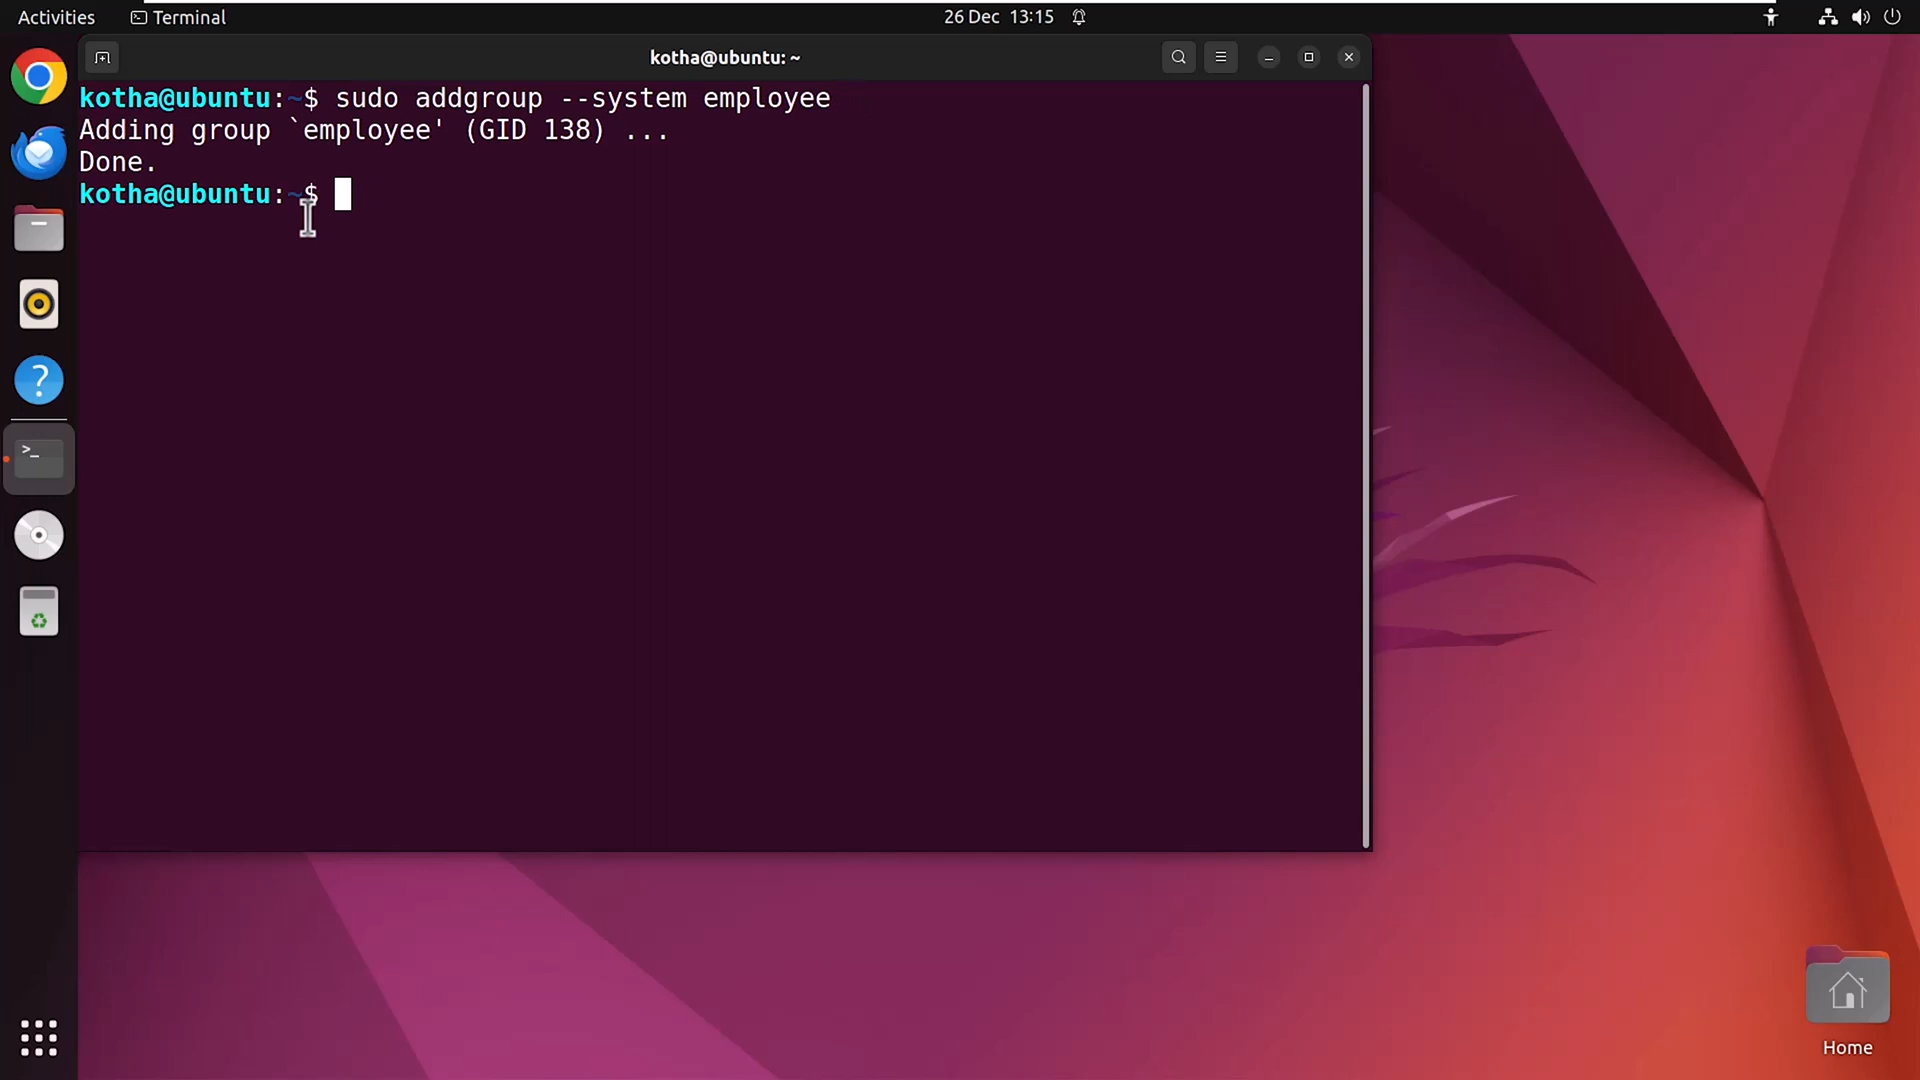 Activities
Terminal
26 Dec 13:15
kotha@ubuntu: ~
kotha@ubuntu:~$ sudo addgroup --system employee
Adding group `employee' (GID 138) ...
Done.
kotha@ubuntu:~$
Home